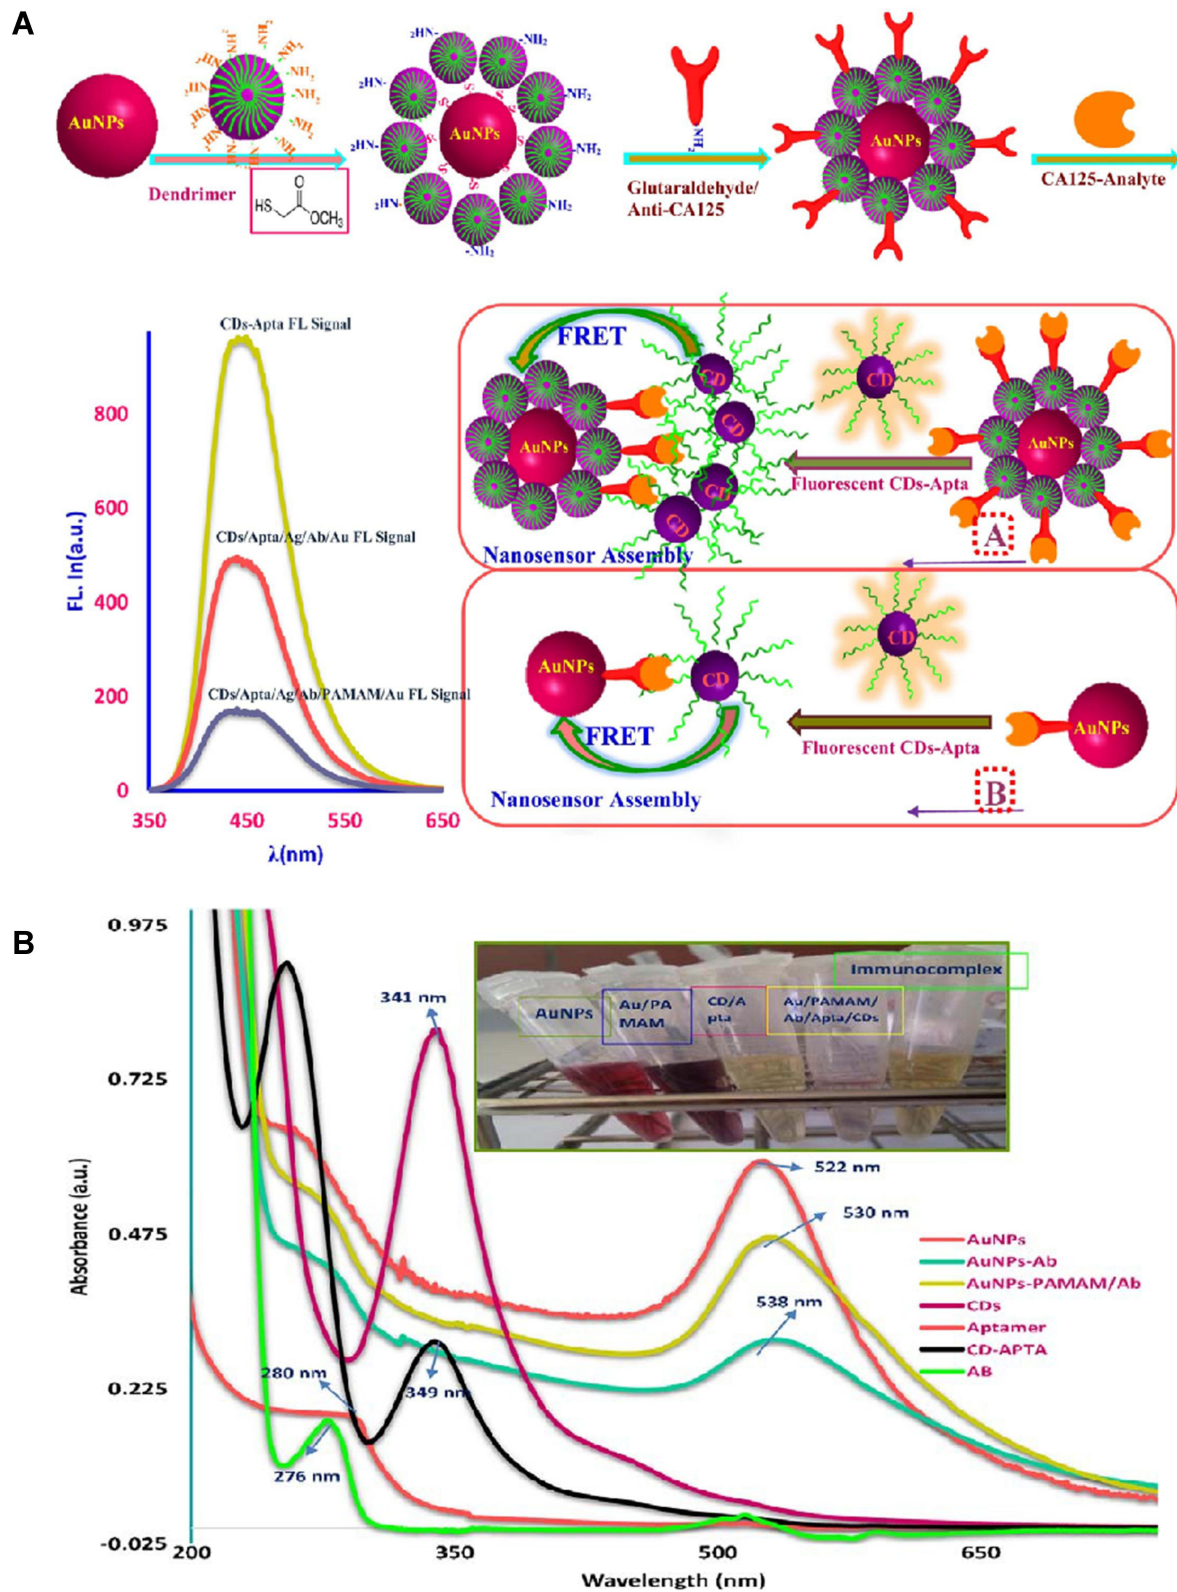 A
₂HN-
-NH₂
AuNPs
Dendrimer
HS
O
OCH₃
₂HN-
-NH₂
S
AuNPs
NH₂
Glutaraldehyde/
Anti-CA125
AuNPs
CA125-Analyte
CDs-Apta FL Signal
CDs/Apta/Ag/Ab/Au FL Signal
CDs/Apta/Ag/Ab/PAMAM/Au FL Signal
FL. In(a.u.)
800
600
400
200
0
350 450 550 650
λ(nm)
FRET
CD
CD
CD
CD
CD
AuNPs
AuNPs
Fluorescent CDs-Apta
A
Nanosensor Assembly
AuNPs
CD
CD
AuNPs
FRET
Fluorescent CDs-Apta
B
Nanosensor Assembly
B
0.975
0.725
0.475
0.225
-0.025
Absorbance (a.u.)
200 350 500 650
Wavelength (nm)
341 nm
AuNPs
Au/PA
MAM
CD/A
pta
Au/PAMAM/
Ab/Apta/CDs
Immunocomplex
522 nm
530 nm
538 nm
280 nm
349 nm
276 nm
AuNPs
AuNPs-Ab
AuNPs-PAMAM/Ab
CDs
Aptamer
CD-APTA
AB